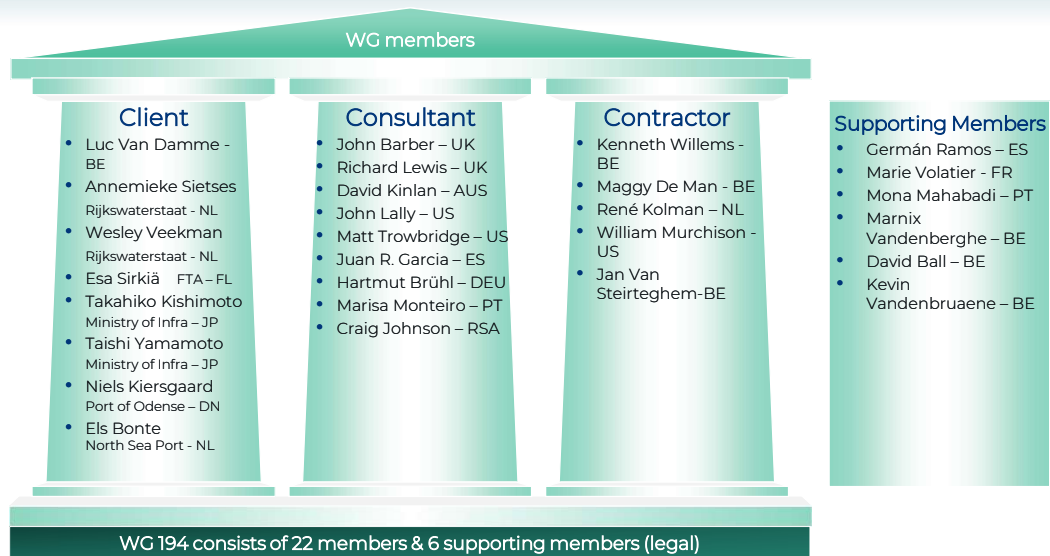 WG members
Client
• Luc Van Damme -
BE
• Annemieke Sietses
Rijkswaterstaat - NL
• Wesley Veekman
Rijkswaterstaat - NL
• Esa Sirkiä FTA – FL
• Takahiko Kishimoto
Ministry of Infra – JP
• Taishi Yamamoto
Ministry of Infra – JP
• Niels Kiersgaard
Port of Odense – DN
• Els Bonte
North Sea Port - NL
Consultant
• John Barber – UK
• Richard Lewis – UK
• David Kinlan – AUS
• John Lally – US
• Matt Trowbridge – US
• Juan R. Garcia – ES
• Hartmut Brühl – DEU
• Marisa Monteiro – PT
• Craig Johnson – RSA
Contractor
• Kenneth Willems -
BE
• Maggy De Man - BE
• René Kolman – NL
• William Murchison -
US
• Jan Van
Steirteghem-BE
Supporting Members
• Germán Ramos – ES
• Marie Volatier - FR
• Mona Mahabadi – PT
• Marnix
Vandenberghe – BE
• David Ball – BE
• Kevin
Vandenbruaene – BE
WG 194 consists of 22 members & 6 supporting members (legal)